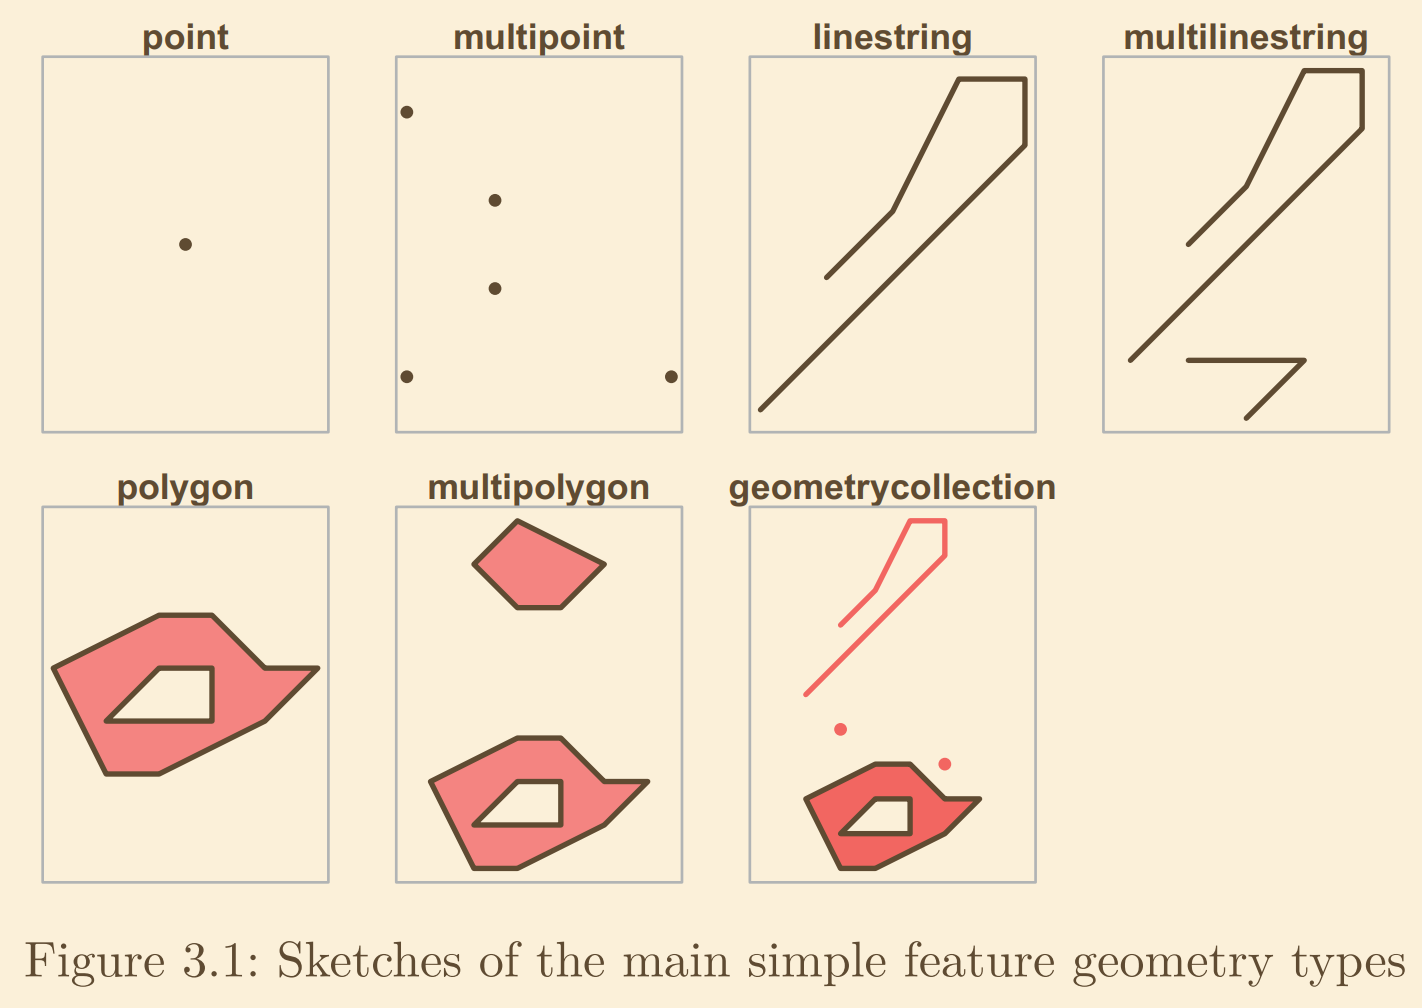 point multipoint linestring multilinestring
polygon multipolygon geometrycollection
Figure 3.1: Sketches of the main simple feature geometry types